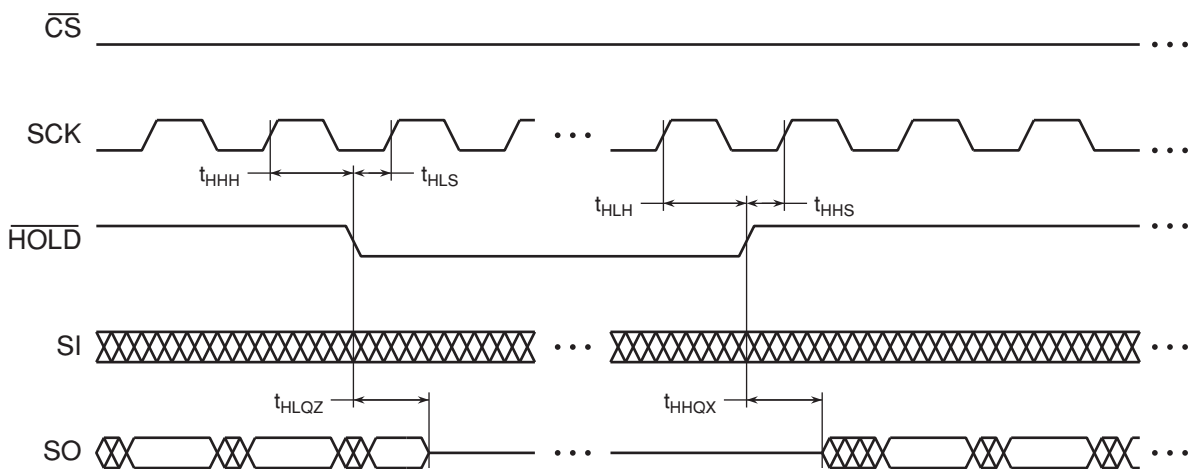 CS
SCK
tHHH
tHLS
tHLH
tHHS
HOLD
SI
tHLQZ
tHHQX
SO